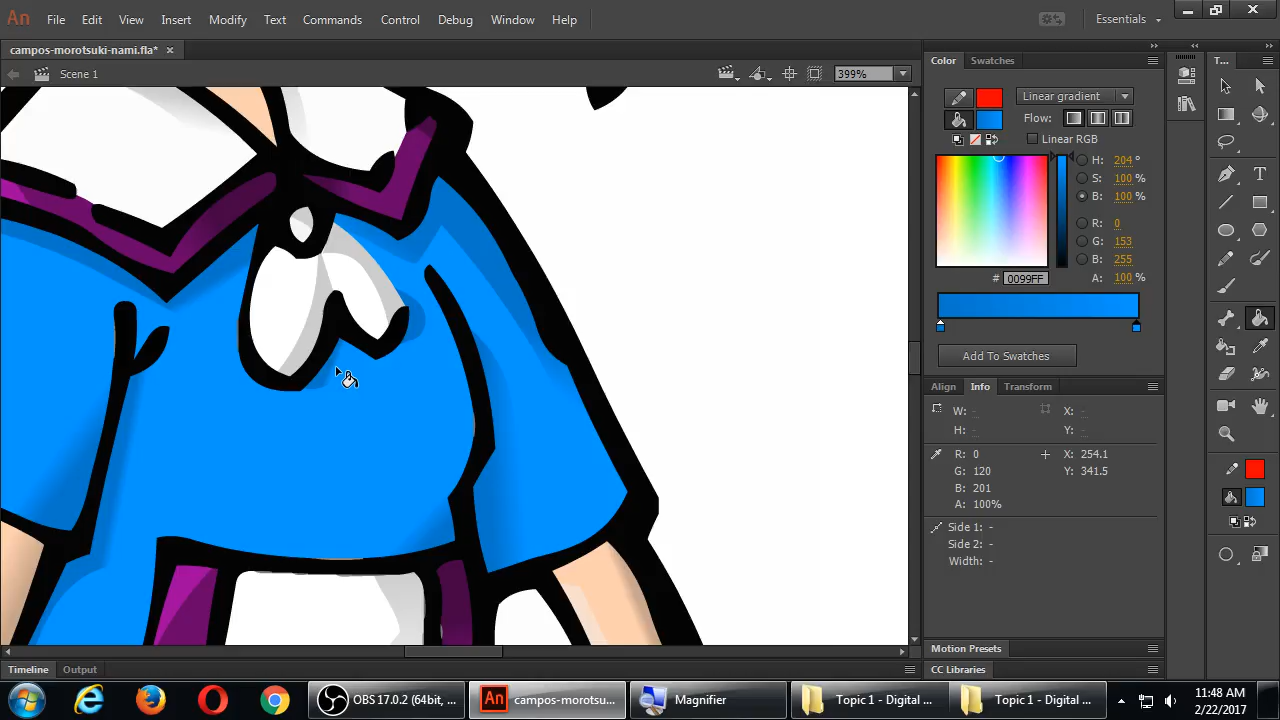 An File Edit View Insert Modify Text Commands Control Debug Window Help Essentials
campos-morotsuki-nami.fla* ×
Scene 1 399%
Color Swatches
Linear gradient
Flow:
Linear RGB
H: 204 °
S: 100 %
B: 100 %
R: 0
G: 153
B: 255
A: 100 %
# 0099FF
Add To Swatches
Align Info Transform
W: - X: -
H: - Y: -
R: 0 X: 254.1
G: 120 Y: 341.5
B: 201
A: 100%
Side 1: -
Side 2: -
Width: -
Motion Presets
CC Libraries
T...
T
Timeline Output
OBS 17.0.2 (64bit, ...
An campos-morotsu...
Magnifier
Topic 1 - Digital ...
Topic 1 - Digital ...
11:48 AM
2/22/2017